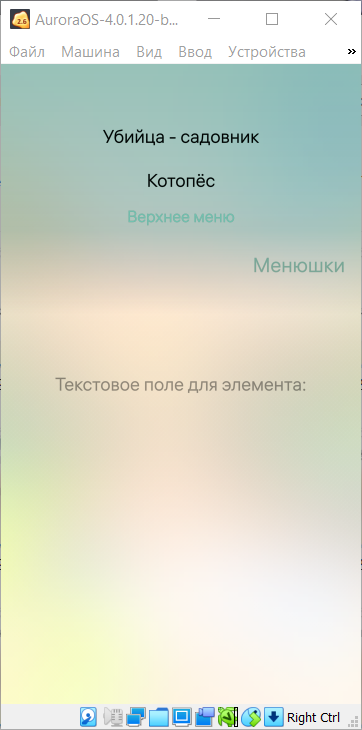 AuroraOS-4.0.1.20-b...
Файл Машина Вид Ввод Устройства »
Убийца - садовник
Котопёс
Верхнее меню
Менюшки
Текстовое поле для элемента:
Right Ctrl